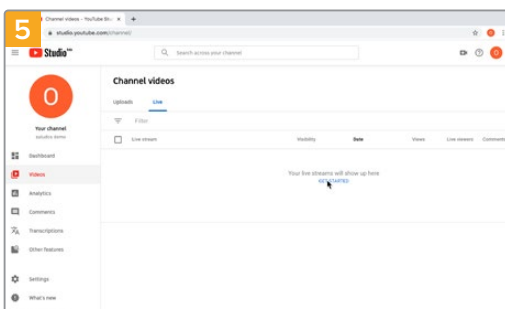 5
Channel videos - YouTube Stu
studio.youtube.com/channel/
Studio
Search across your channel
O
Your channel
Channel videos
Uploads
Live
Filter
Live stream
Visibility
Date
Views
Live viewers
Comments
Your live streams will show up here
GET STARTED
Dashboard
Videos
Analytics
Comments
Transcriptions
Other features
Settings
What's new